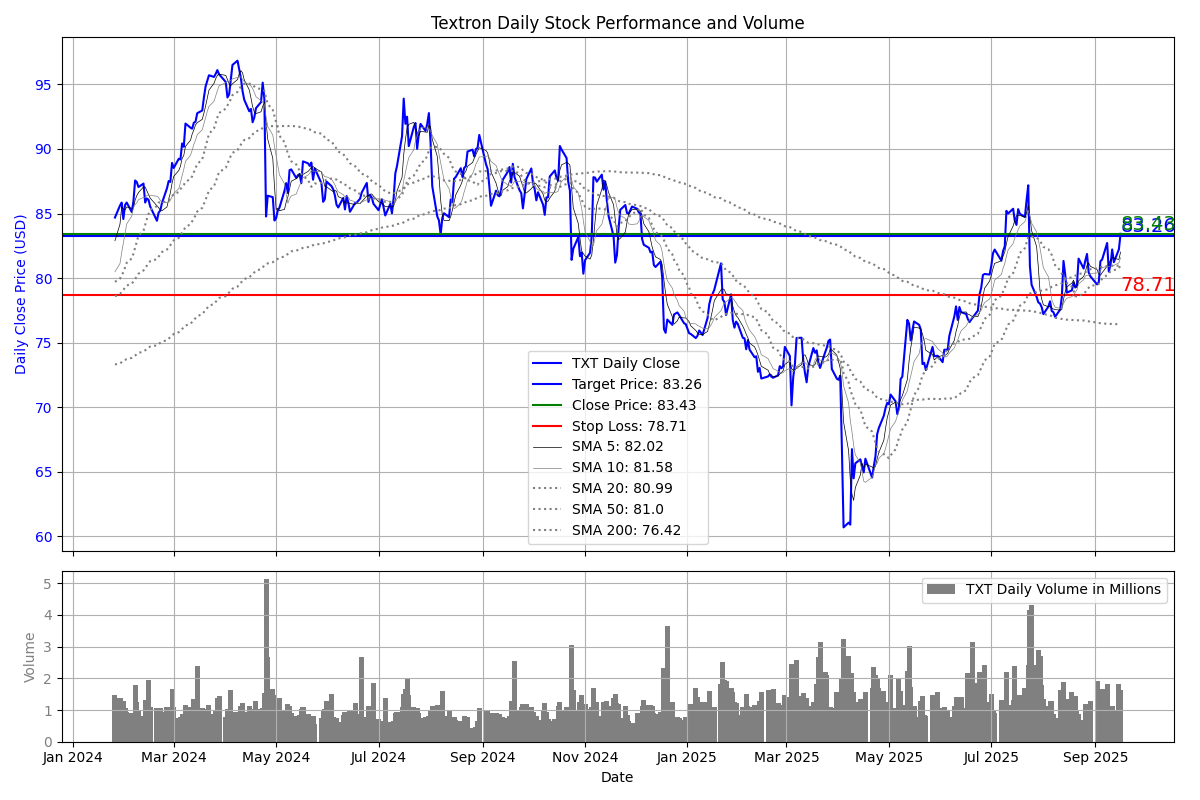 Textron Daily Stock Performance and Volume
Daily Close Price (USD)
95
90
85
80
75
70
65
60
83.43
83.26
78.71
TXT Daily Close
Target Price: 83.26
Close Price: 83.43
Stop Loss: 78.71
SMA 5: 82.02
SMA 10: 81.58
SMA 20: 80.99
SMA 50: 81.0
SMA 200: 76.42
Volume
5
4
3
2
1
0
TXT Daily Volume in Millions
Jan 2024
Mar 2024
May 2024
Jul 2024
Sep 2024
Nov 2024
Jan 2025
Mar 2025
May 2025
Jul 2025
Sep 2025
Date